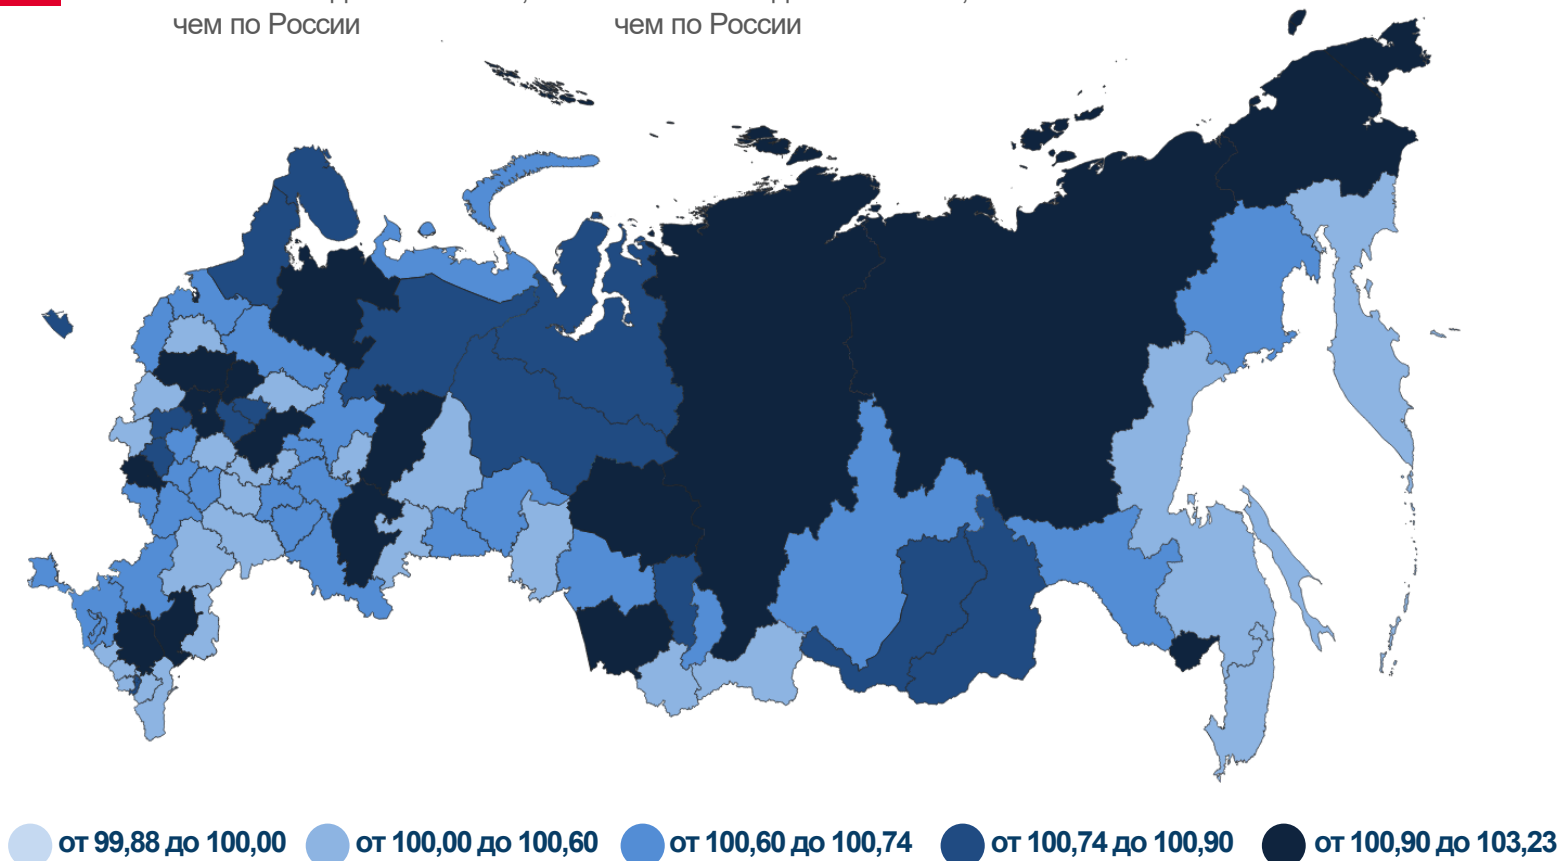 чем по России
чем по России
от 99,88 до 100,00
от 100,00 до 100,60
от 100,60 до 100,74
от 100,74 до 100,90
от 100,90 до 103,23